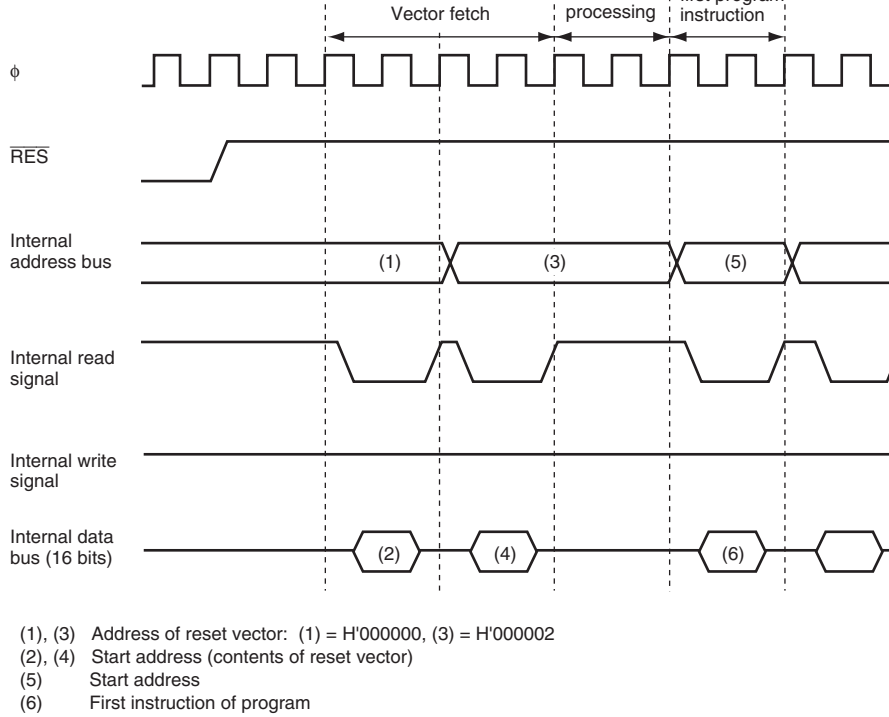 Vector fetch
processing
first program
instruction
ϕ
RES
Internal
address bus
(1)
(3)
(5)
Internal read
signal
Internal write
signal
Internal data
bus (16 bits)
(2)
(4)
(6)
(1), (3) Address of reset vector: (1) = H'000000, (3) = H'000002
(2), (4) Start address (contents of reset vector)
(5) Start address
(6) First instruction of program